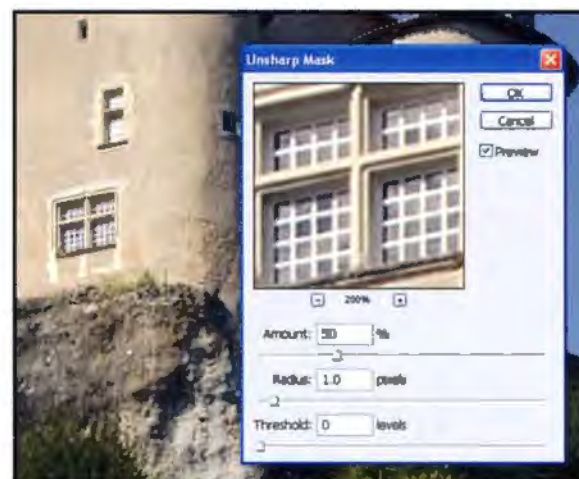 Unsharp Mask
OK
Cancel
Preview
200%
Amount: 50 %
Radius: 1.0 pixels
Threshold: 0 levels